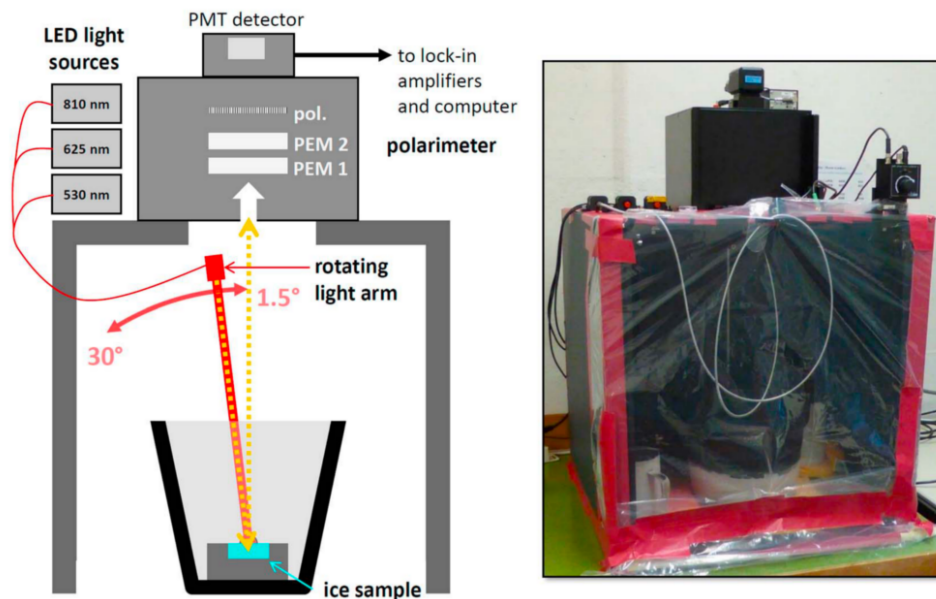 PMT detector
LED light
sources
to lock-in
amplifiers
and computer
810 nm
625 nm
530 nm
pol.
PEM 2
PEM 1
polarimeter
rotating
light arm
1.5°
30°
ice sample